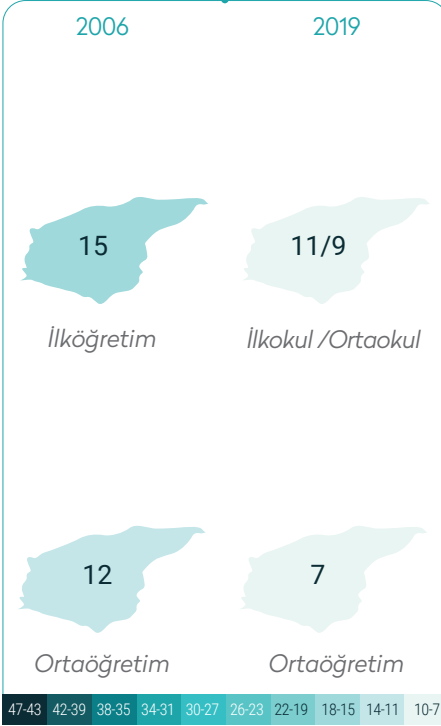 2006 2019
15 11/9
İlköğretim İlkokul /Ortaokul
12 7
Ortaöğretim Ortaöğretim
47-43 42-39 38-35 34-31 30-27 26-23 22-19 18-15 14-11 10-7